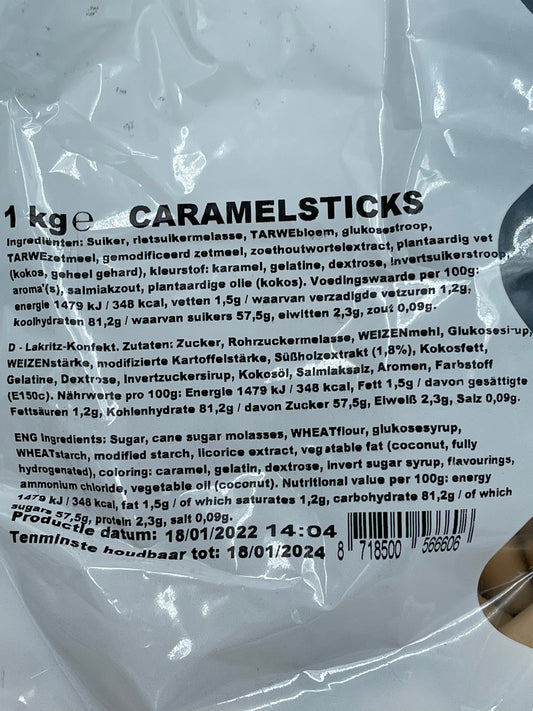 1 kg ℮ CARAMELSTICKS
Ingrediënten: Suiker, rietsuikermelasse, TARWEbloem, glukosestroop,
TARWEzetmeel, gemodificeerd zetmeel, zoethoutwortelextract, plantaardig vet
(kokos, geheel gehard), kleurstof: karamel, gelatine, dextrose, invertsuikerstroop,
aroma'(s), salmiakzout, plantaardige olie (kokos). Voedingswaarde per 100g:
energie 1479 kJ / 348 kcal, vetten 1,5g / waarvan verzadigde vetzuren 1,2g,
koolhydraten 81,2g / waarvan suikers 57,5g, eiwitten 2,3g, zout 0,09g.
D - Lakritz-Konfekt. Zutaten: Zucker, Rohrzuckermelasse, WEIZENmehl, Glukosesirup,
WEIZENstärke, modifizierte Kartoffelstärke, Süßholzextrakt (1,8%), Kokosfett,
Gelatine, Dextrose, Invertzuckersirup, Kokosöl, Salmiaksalz, Aromen, Farbstoff
(E150c). Nährwerte pro 100g: Energie 1479 kJ / 348 kcal, Fett 1,5g / davon gesättigte
Fettsäuren 1,2g, Kohlenhydrate 81,2g / davon Zucker 57,5g, Eiweiß 2,3g, Salz 0,09g.
ENG Ingredients: Sugar, cane sugar molasses, WHEATflour, glukosesyrup,
WHEATstarch, modified starch, licorice extract, vegatable fat (coconut, fully
hydrogenated), coloring: caramel, gelatin, dextrose, invert sugar syrup, flavourings,
ammonium chloride, vegetable oil (coconut). Nutritional value per 100g: energy
1479 kJ / 348 kcal, fat 1,5g / of which saturates 1,2g, carbohydrate 81,2g / of which
sugars 57,5g, protein 2,3g, salt 0,09g.
Productie datum: 18/01/2022 14:04
Tenminste houdbaar tot: 18/01/2024
8 718500 566606